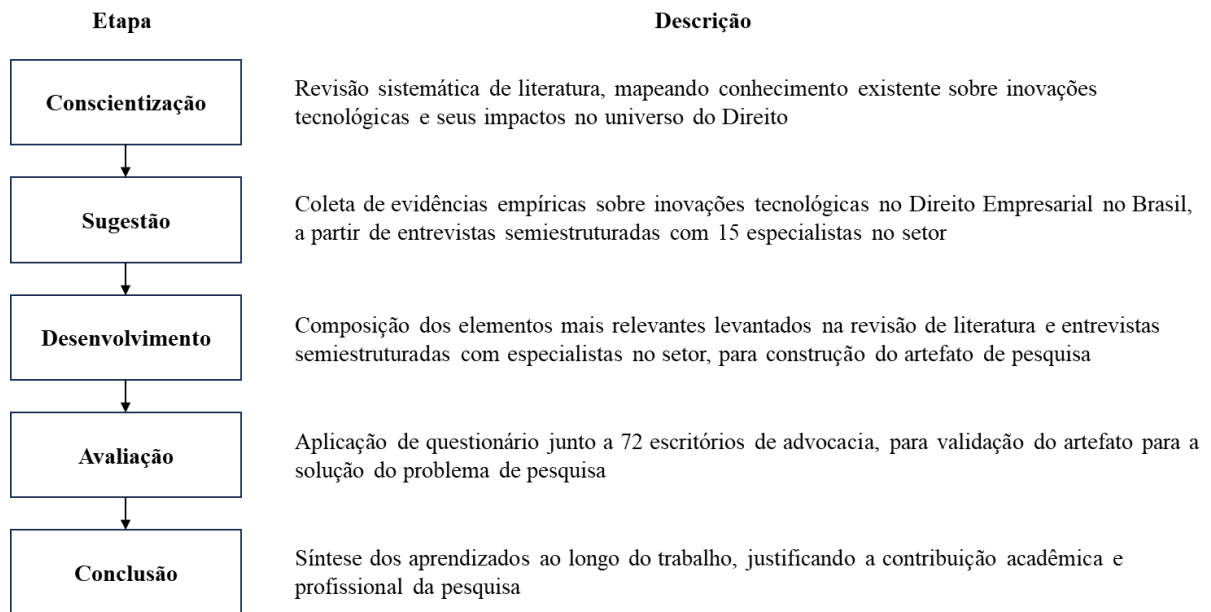 Etapa
Descrição
Conscientização
Revisão sistemática de literatura, mapeando conhecimento existente sobre inovações
tecnológicas e seus impactos no universo do Direito
Sugestão
Coleta de evidências empíricas sobre inovações tecnológicas no Direito Empresarial no Brasil,
a partir de entrevistas semiestruturadas com 15 especialistas no setor
Desenvolvimento
Composição dos elementos mais relevantes levantados na revisão de literatura e entrevistas
semiestruturadas com especialistas no setor, para construção do artefato de pesquisa
Avaliação
Aplicação de questionário junto a 72 escritórios de advocacia, para validação do artefato para a
solução do problema de pesquisa
Conclusão
Síntese dos aprendizados ao longo do trabalho, justificando a contribuição acadêmica e
profissional da pesquisa